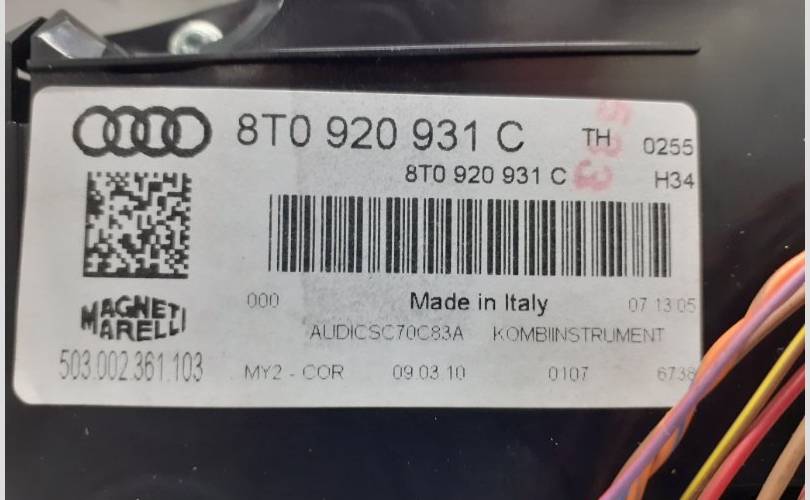 8T0 920 931 C TH 0255
8T0 920 931 C H34
000 Made in Italy 07 13 05
MAGNETI
MARELLI
AUDICSC70C83A KOMBIINSTRUMENT
503.002.361.103 MY2 - COR 09.03.10 0107 6738